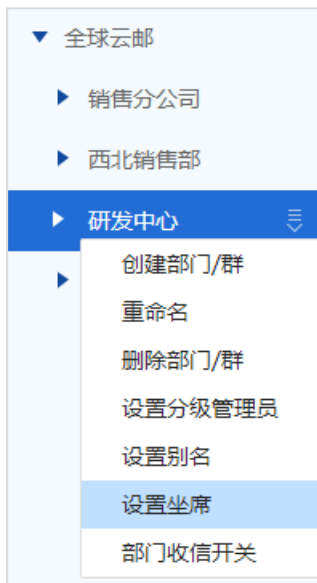 全球云邮
销售分公司
西北销售部
研发中心
创建部门/群
重命名
删除部门/群
设置分级管理员
设置别名
设置坐席
部门收信开关